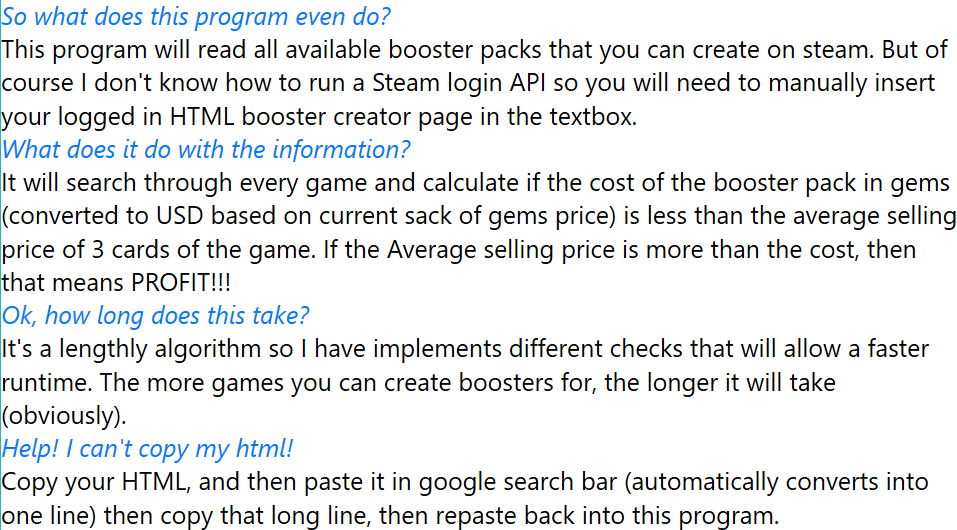 So what does this program even do?
This program will read all available booster packs that you can create on steam. But of
course I don't know how to run a Steam login API so you will need to manually insert
your logged in HTML booster creator page in the textbox.
What does it do with the information?
It will search through every game and calculate if the cost of the booster pack in gems
(converted to USD based on current sack of gems price) is less than the average selling
price of 3 cards of the game. If the Average selling price is more than the cost, then
that means PROFIT!!!
Ok, how long does this take?
It's a lengthly algorithm so I have implements different checks that will allow a faster
runtime. The more games you can create boosters for, the longer it will take
(obviously).
Help! I can't copy my html!
Copy your HTML, and then paste it in google search bar (automatically converts into
one line) then copy that long line, then repaste back into this program.